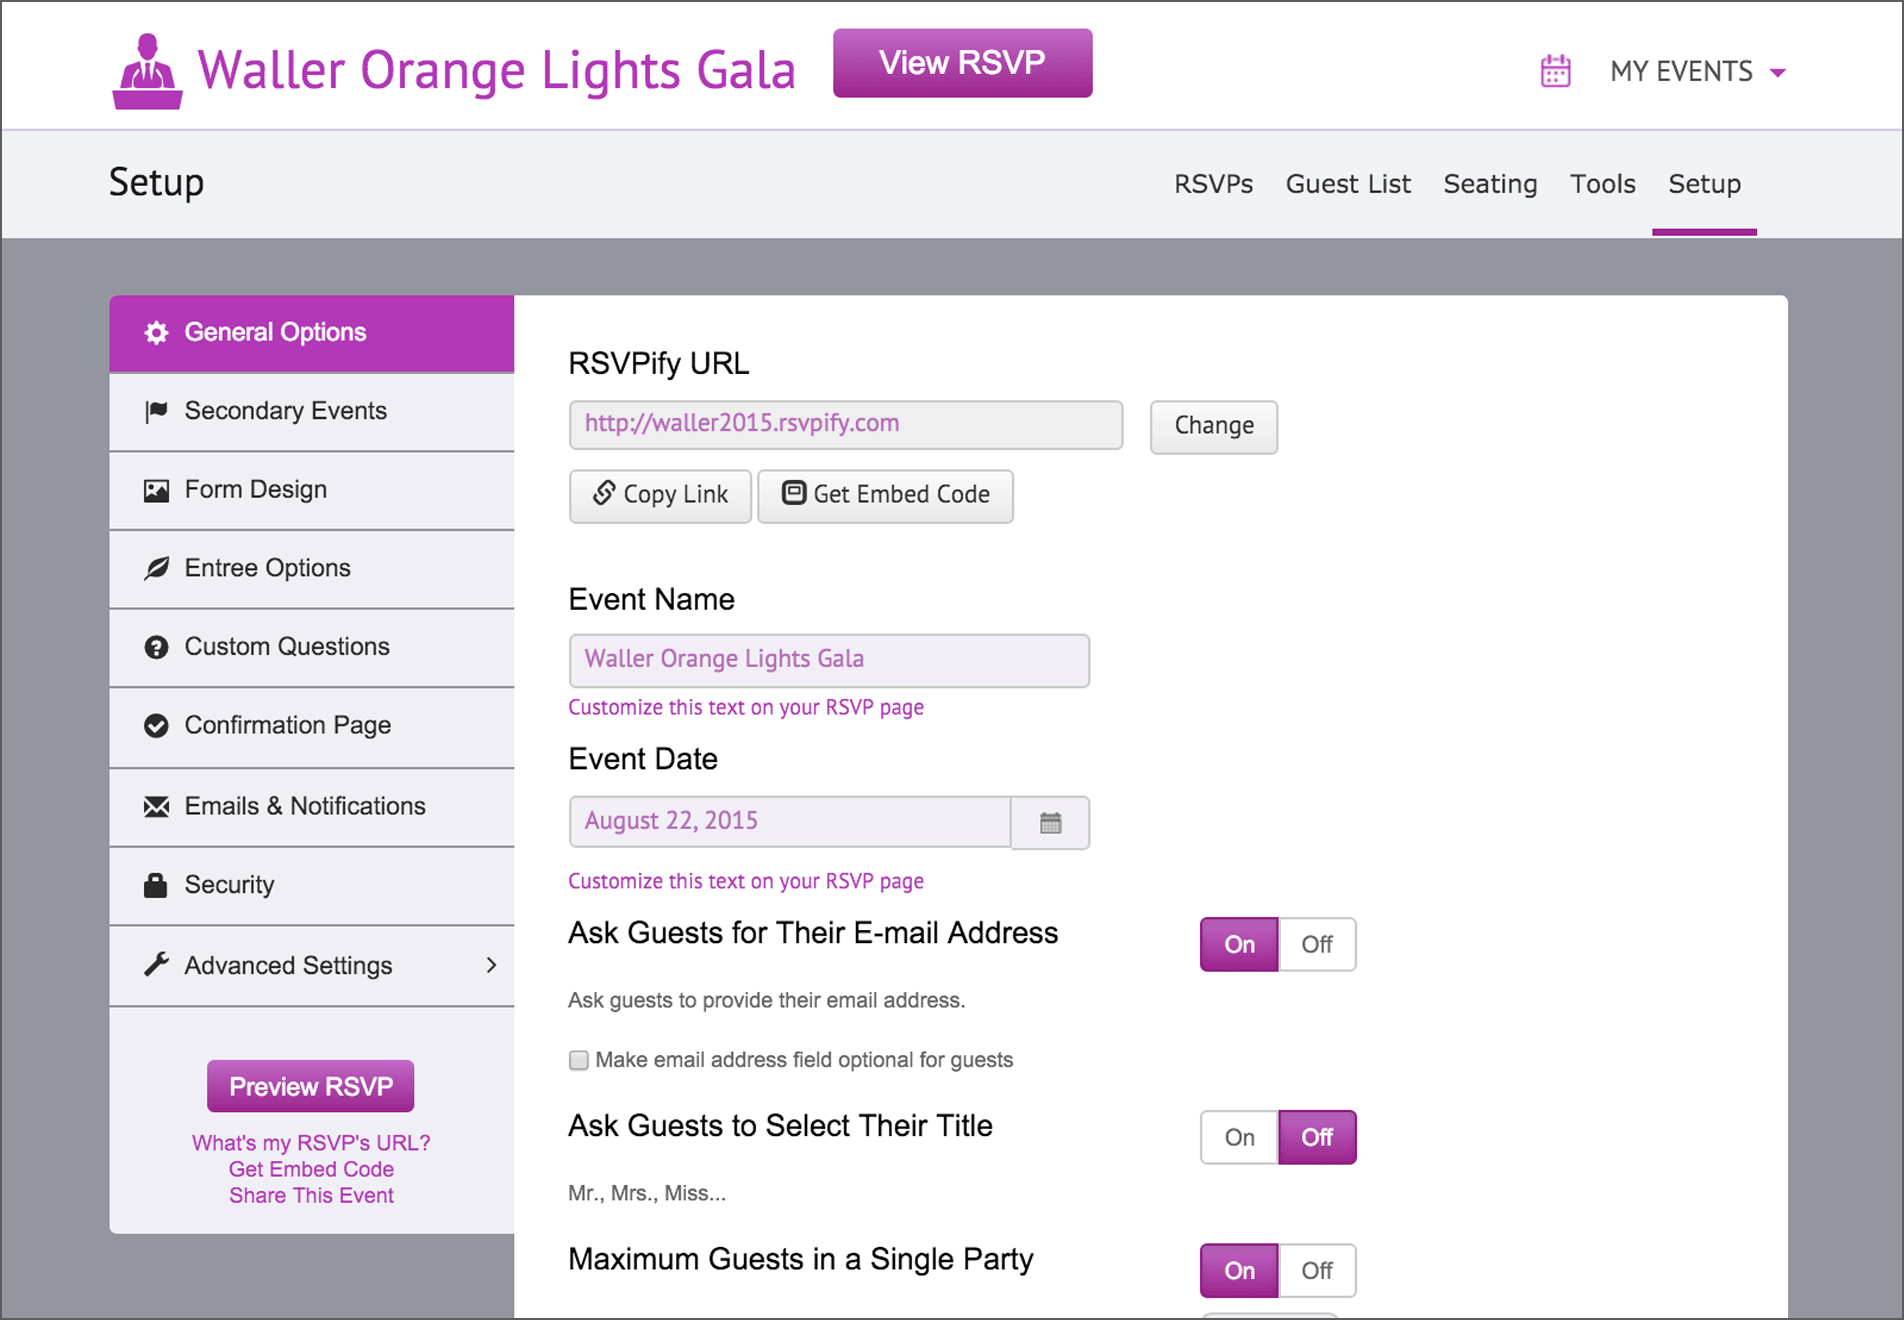 Waller Orange Lights Gala
View RSVP
MY EVENTS
Setup
RSVPs
Guest List
Seating
Tools
Setup
General Options
Secondary Events
Form Design
Entree Options
Custom Questions
Confirmation Page
Emails & Notifications
Security
Advanced Settings
Preview RSVP
What's my RSVP's URL?
Get Embed Code
Share This Event
RSVPify URL
http://waller2015.rsvpify.com
Change
Copy Link
Get Embed Code
Event Name
Waller Orange Lights Gala
Customize this text on your RSVP page
Event Date
August 22, 2015
Customize this text on your RSVP page
Ask Guests for Their E-mail Address
On
Off
Ask guests to provide their email address.
Make email address field optional for guests
Ask Guests to Select Their Title
On
Off
Mr., Mrs., Miss...
Maximum Guests in a Single Party
On
Off